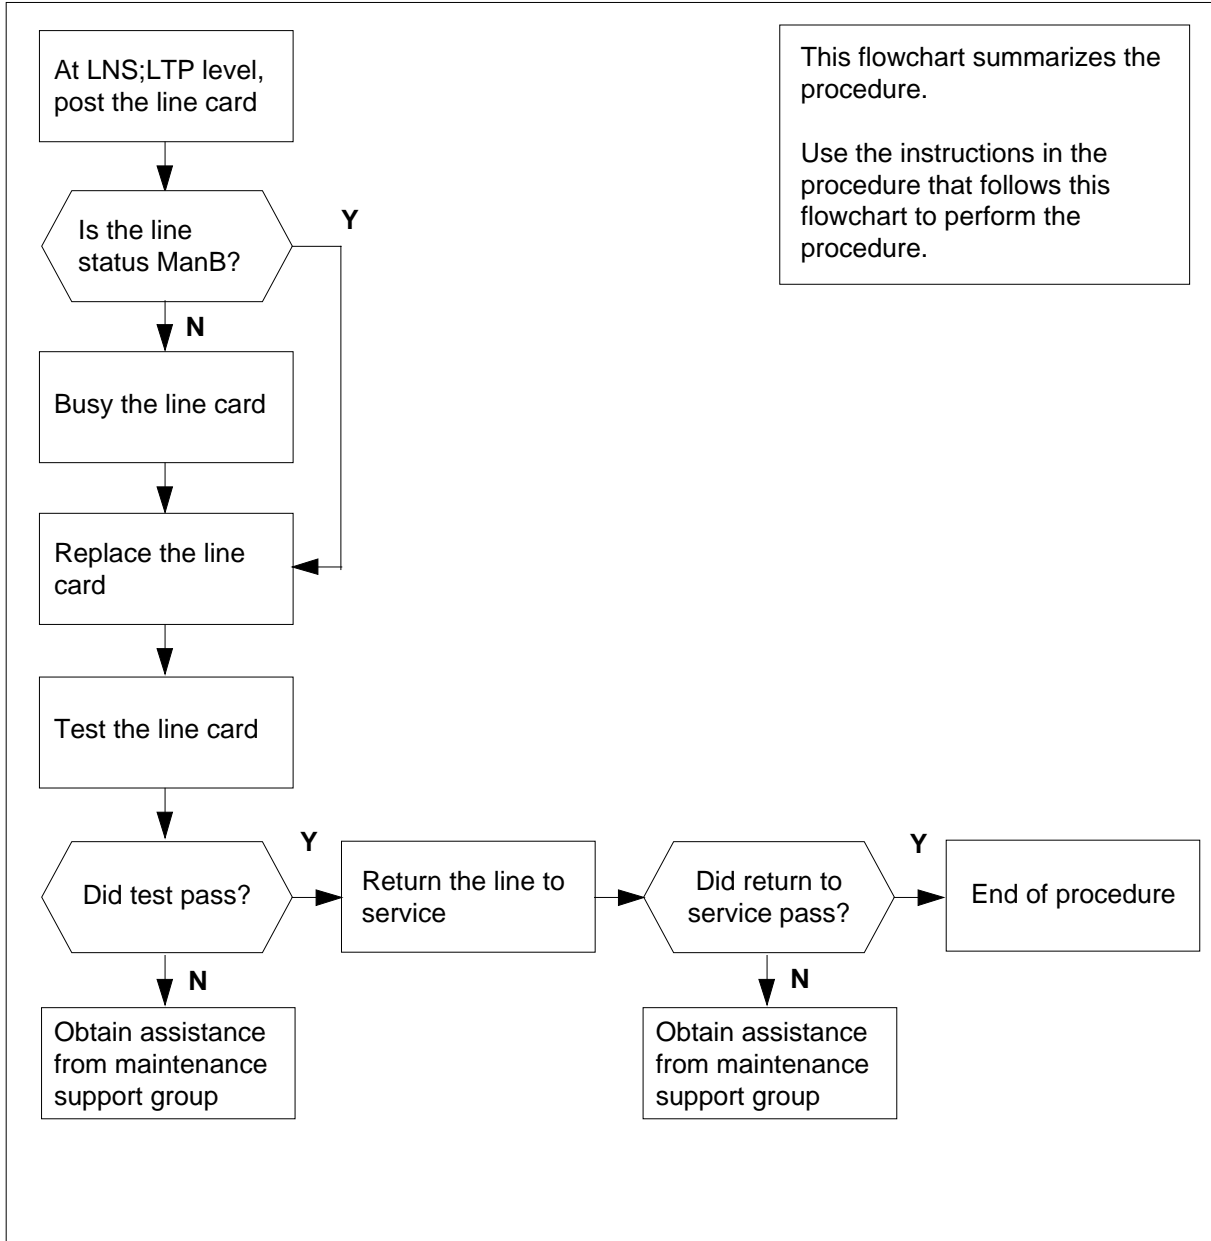 At LNS;LTP level,
post the line card
This flowchart summarizes the
procedure.
Use the instructions in the
procedure that follows this
flowchart to perform the
procedure.
Is the line
status ManB?
Y
N
Busy the line card
Replace the line
card
Test the line card
Did test pass?
Y
Return the line to
service
Did return to
service pass?
Y
End of procedure
N
Obtain assistance
from maintenance
support group
N
Obtain assistance
from maintenance
support group